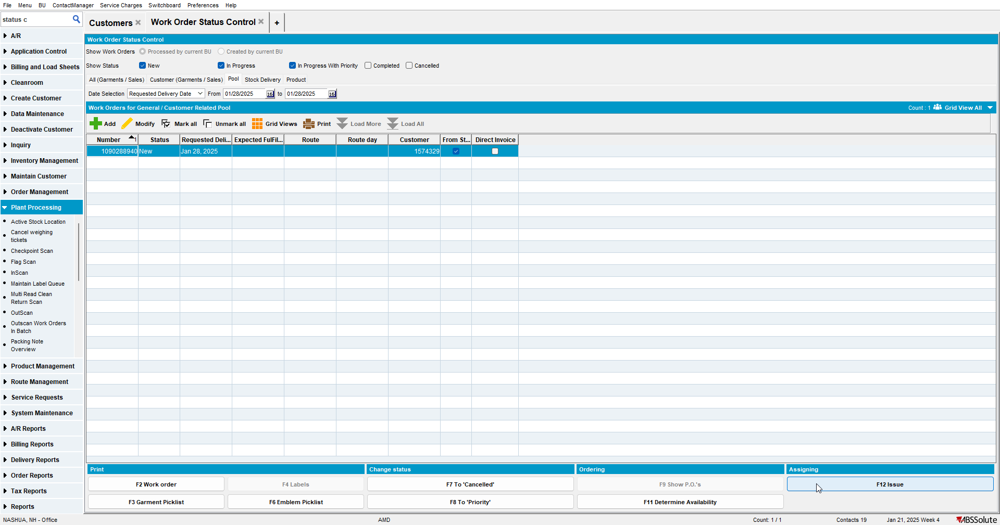 File Menu BU ContactManager Service Charges Switchboard Preferences Help
status c
Customers Work Order Status Control +
A/R
Application Control
Billing and Load Sheets
Cleanroom
Create Customer
Data Maintenance
Deactivate Customer
Inquiry
Inventory Management
Maintain Customer
Order Management
Plant Processing
Active Stock Location
Cancel weighing
tickets
Checkpoint Scan
Flag Scan
InScan
Maintain Label Queue
Multi Read Clean
Return Scan
OutScan
Outscan Work Orders
In Batch
Packing Note
Overview
Product Management
Route Management
Service Requests
System Maintenance
A/R Reports
Billing Reports
Delivery Reports
Order Reports
Tax Reports
Reports
Work Order Status Control
Show Work Orders Processed by current BU Created by current BU
Show Status New In Progress In Progress With Priority Completed Cancelled
All (Garments / Sales) Customer (Garments / Sales) Pool Stock Delivery Product
Date Selection Requested Delivery Date From 01/28/2025 16 to 01/28/2025 16
Work Orders for General / Customer Related Pool Count : 1 Grid View All
Add Modify Mark all Unmark all Grid Views Print Load More Load All
Number 1 Status Requested Deli... Expected FulFil... Route Route day Customer From St... Direct Invoice
1090288940 New Jan 28, 2025 1574329
Print Change status Ordering Assigning
F2 Work order F4 Labels F7 To 'Cancelled' F9 Show P.O.'s F12 Issue
F3 Garment Picklist F6 Emblem Picklist F8 To 'Priority' F11 Determine Availability
NASHUA, NH - Office AMD Count: 1 / 1 Contacts 19 Jan 21, 2025 Week 4 ABSSolute